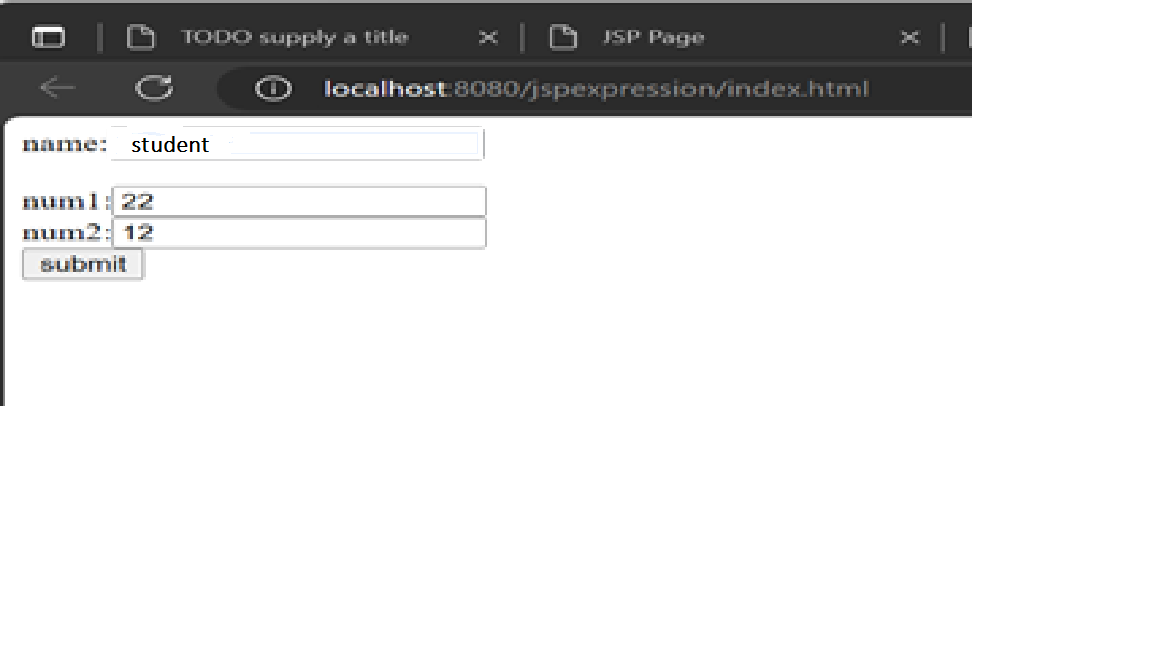 TODO supply a title JSP Page
localhost:8080/jspexpression/index.html
name: student
num1: 22
num2: 12
submit